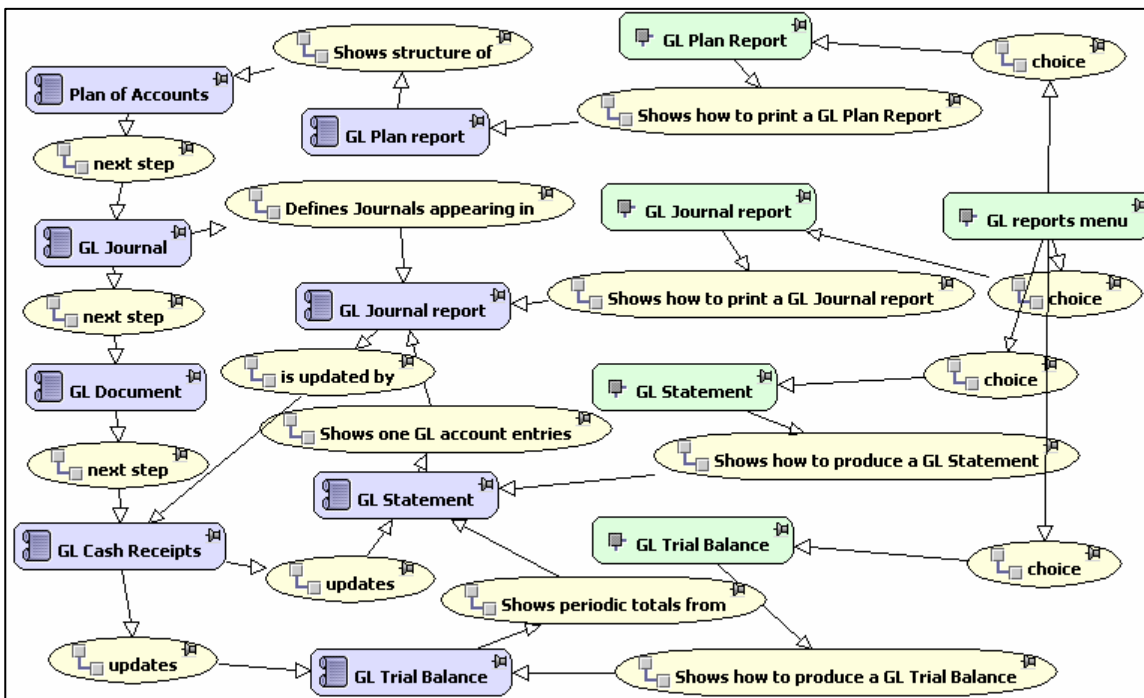 Shows structure of
GL Plan Report
choice
Plan of Accounts
Shows how to print a GL Plan Report
GL Plan report
next step
Defines Journals appearing in
GL Journal report
GL reports menu
GL Journal
Shows how to print a GL Journal report
choice
GL Journal report
next step
is updated by
choice
GL Document
GL Statement
Shows one GL account entries
next step
Shows how to produce a GL Statement
GL Statement
GL Cash Receipts
GL Trial Balance
choice
updates
Shows periodic totals from
updates
GL Trial Balance
Shows how to produce a GL Trial Balance